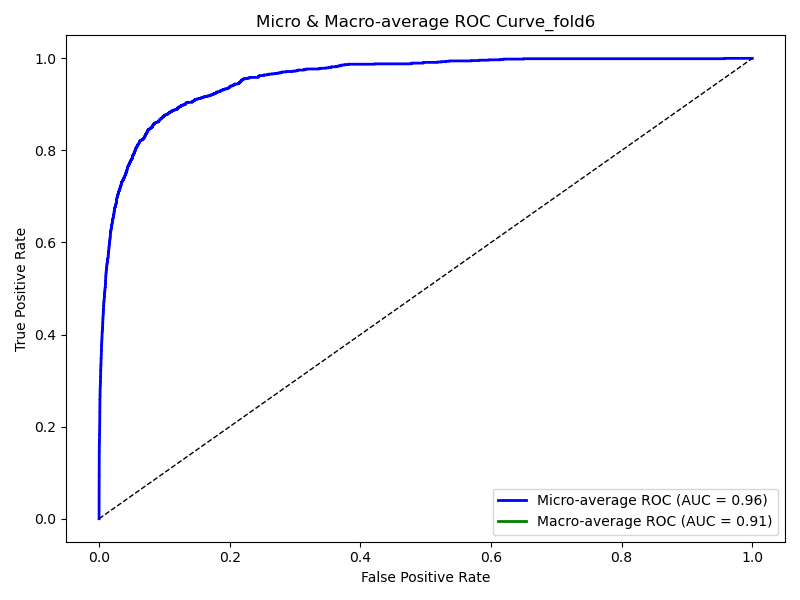 Micro & Macro-average ROC Curve_fold6
True Positive Rate
1.0
0.8
0.6
0.4
0.2
0.0
Micro-average ROC (AUC = 0.96)
Macro-average ROC (AUC = 0.91)
0.0 0.2 0.4 0.6 0.8 1.0
False Positive Rate